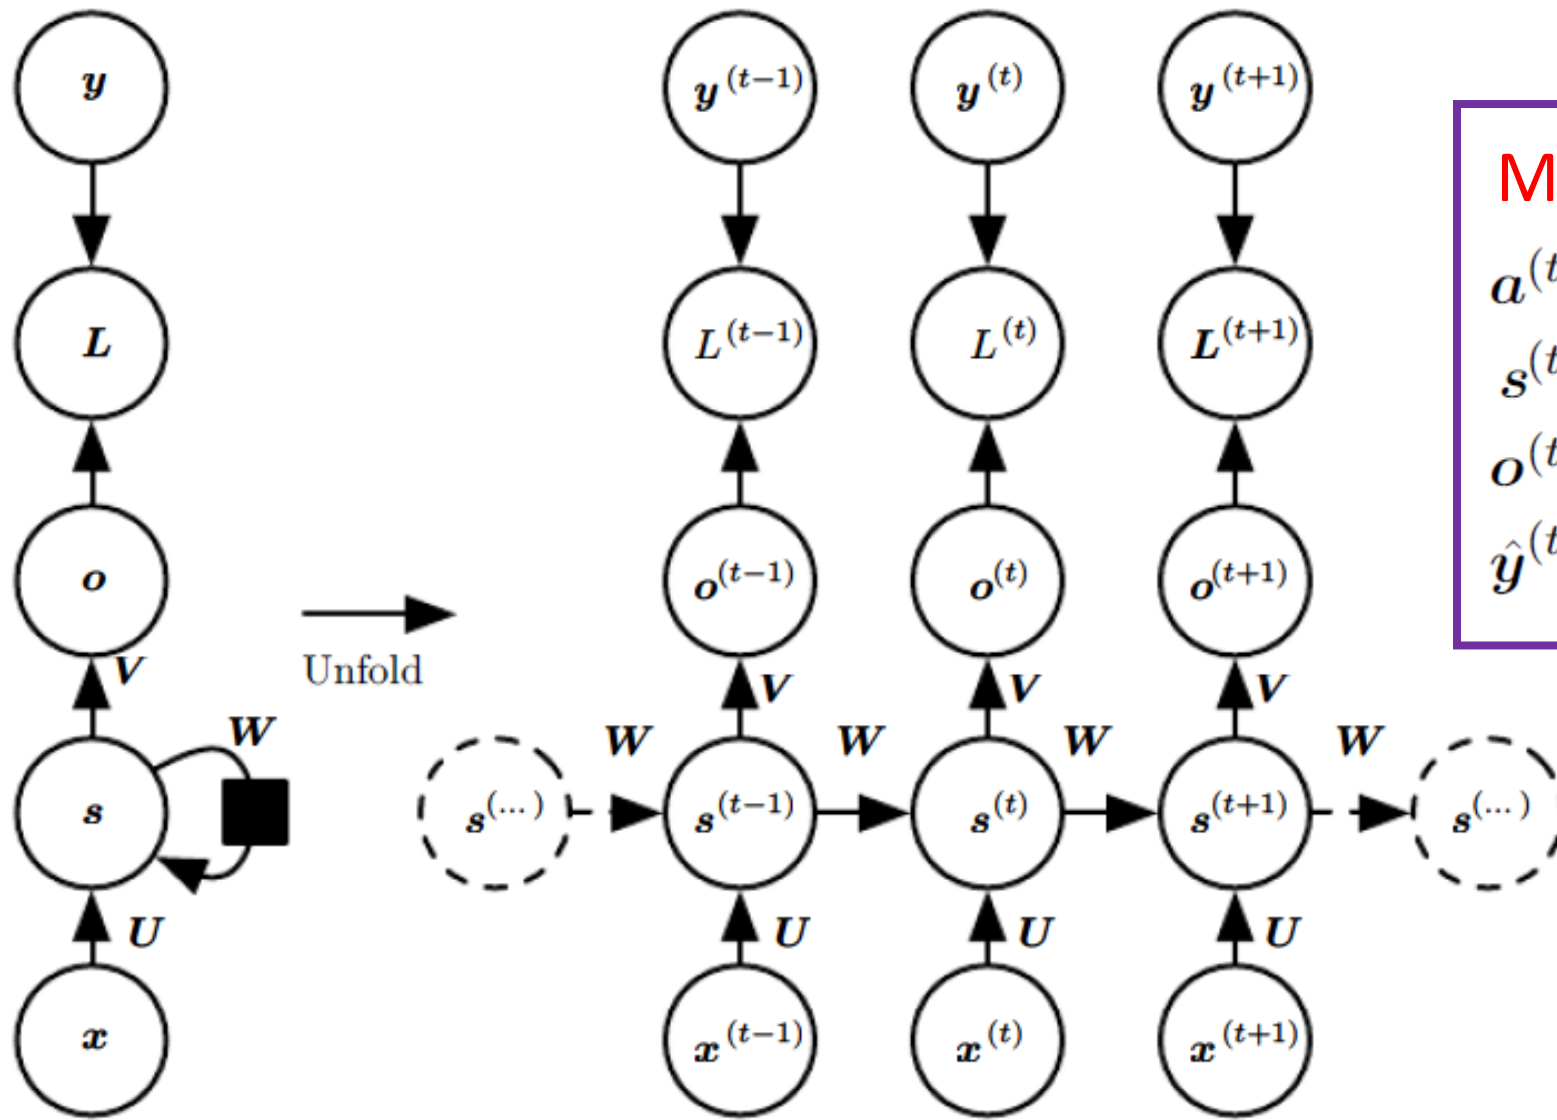 y
y^(t−1) y^(t) y^(t+1)
M
L
L^(t−1) L^(t) L^(t+1)
a^(t
s^(t
o^(t
ŷ^(t
o
o^(t−1) o^(t) o^(t+1)
Unfold
V
V V V
W
W W W W
s
s^(...) s^(t−1) s^(t) s^(t+1) s^(...)
U
U U U
x
x^(t−1) x^(t) x^(t+1)